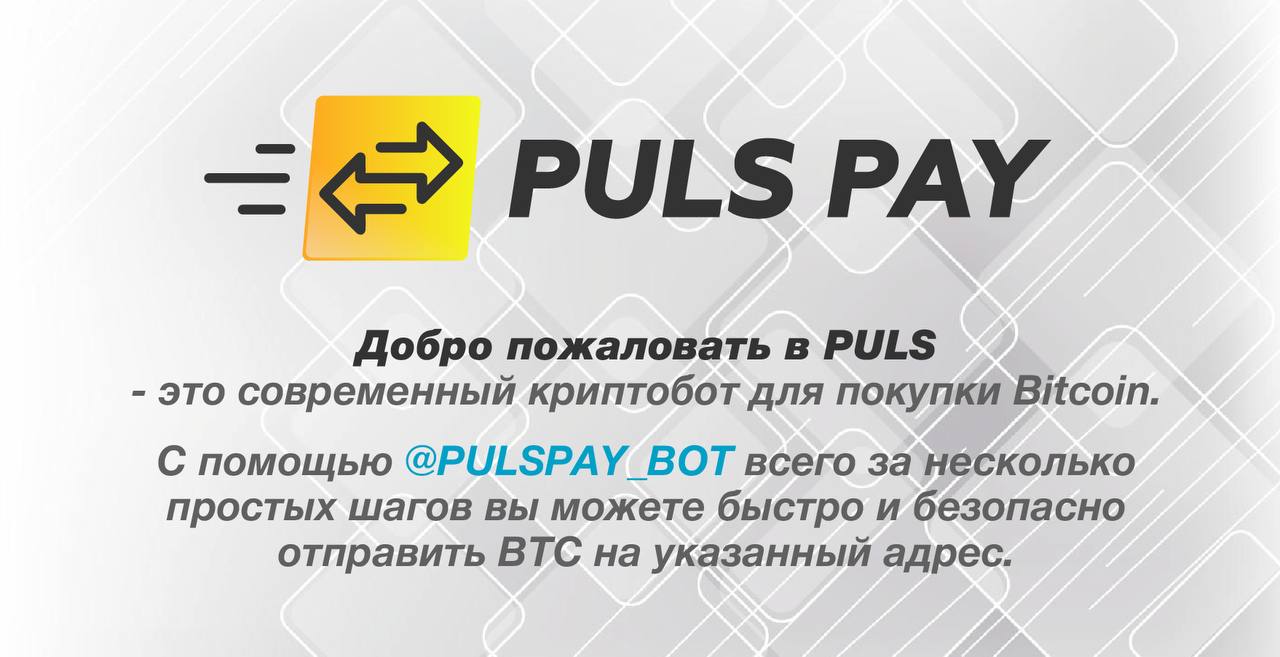 PULS PAY
Добро пожаловать в PULS
- это современный криптобот для покупки Bitcoin.
С помощью @PULSPAY_BOT всего за несколько
простых шагов вы можете быстро и безопасно
отправить BTC на указанный адрес.